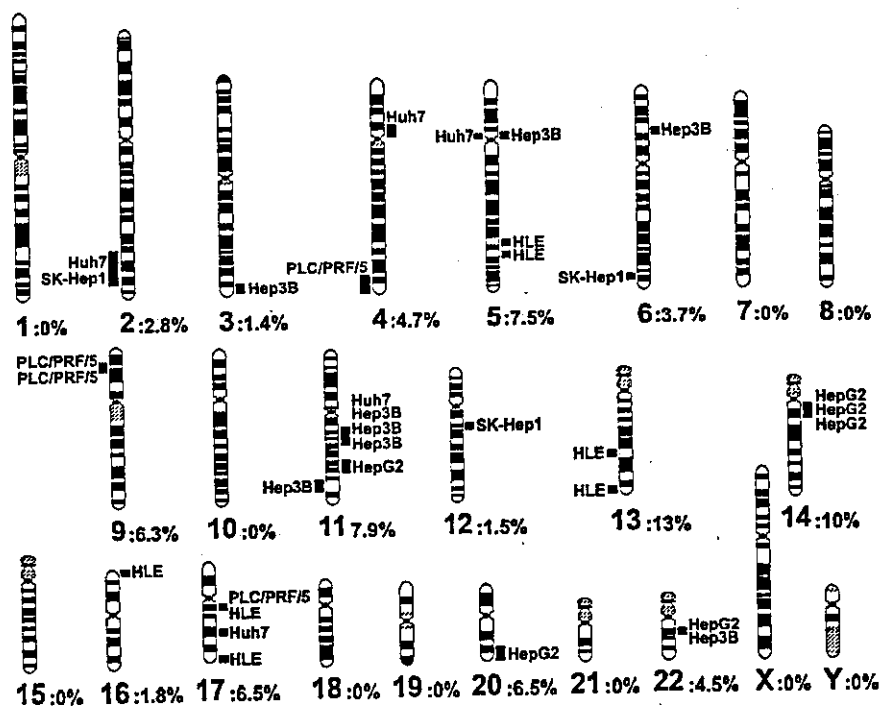 Huh7
SK-Hep1
Hep3B
Huh7
PLC/PRF/5
Huh7
Hep3B
HLE
HLE
Hep3B
SK-Hep1
1:0%
2:2.8%
3:1.4%
4:4.7%
5:7.5%
6:3.7%
7:0%
8:0%
PLC/PRF/5
PLC/PRF/5
Huh7
Hep3B
Hep3B
Hep3B
HepG2
Hep3B
SK-Hep1
HLE
HLE
HepG2
HepG2
HepG2
9:6.3%
10:0%
11 7.9%
12:1.5%
13:13%
14:10%
HLE
PLC/PRF/5
HLE
Huh7
HLE
HepG2
HepG2
Hep3B
15:0%
16:1.8%
17:6.5%
18:0%
19:0%
20:6.5%
21:0%
22:4.5%
X:0%
Y:0%